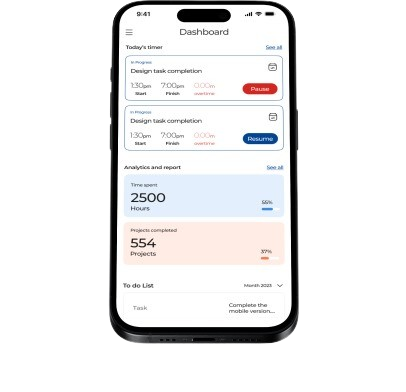 9:41
Dashboard
Today's timer See all
In Progress
Design task completion
1:30pm 7:00pm 0.00m
Start Finish overtime
Pause
In Progress
Design task completion
1:30pm 7:00pm 0.00m
Start Finish overtime
Resume
Analytics and report See all
Time spent
2500
Hours
55%
Projects completed
554
Projects
37%
To do List Month 2023
Task Complete the
mobile version...